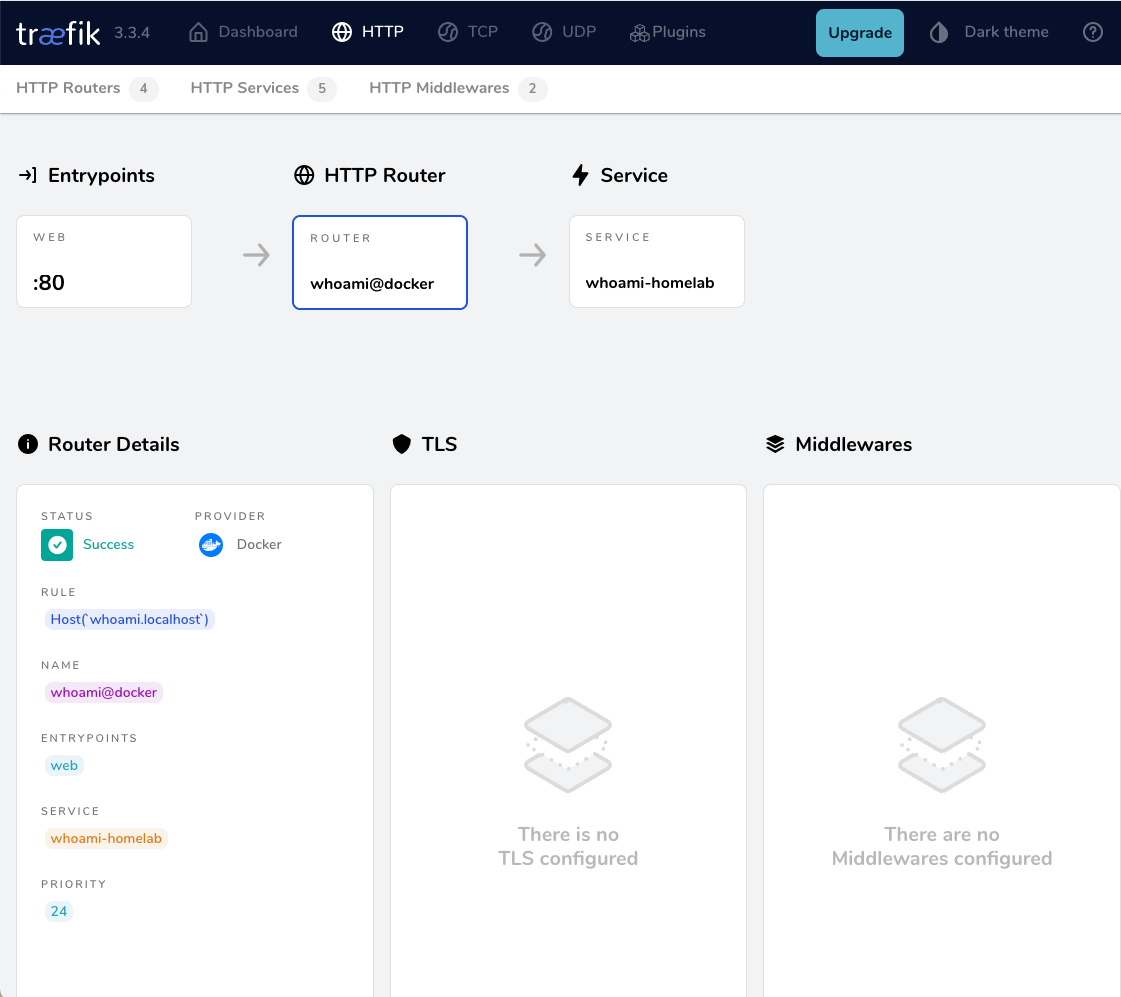 træfik 3.3.4 Dashboard HTTP TCP UDP Plugins Upgrade Dark theme
HTTP Routers 4 HTTP Services 5 HTTP Middlewares 2
Entrypoints HTTP Router Service
WEB ROUTER SERVICE
:80 whoami@docker whoami-homelab
Router Details TLS Middlewares
STATUS PROVIDER
Success Docker
RULE
Host(`whoami.localhost`)
NAME
whoami@docker
ENTRYPOINTS
web
SERVICE
whoami-homelab
PRIORITY
24
There is no
TLS configured
There are no
Middlewares configured